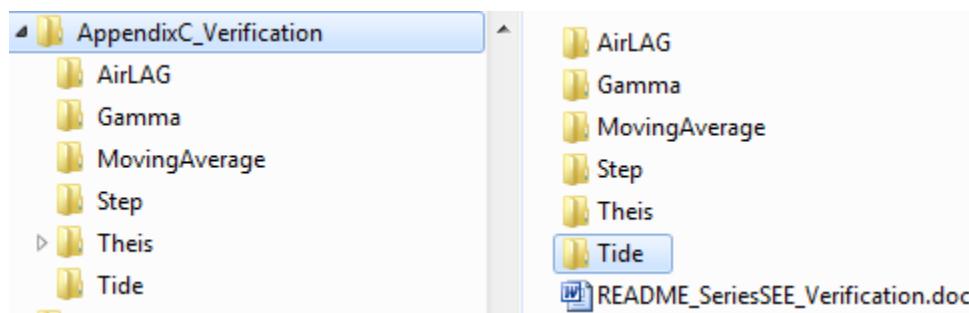 AppendixC_Verification
AirLAG
Gamma
MovingAverage
Step
Theis
Tide
AirLAG
Gamma
MovingAverage
Step
Theis
Tide
README_SeriesSEE_Verification.doc